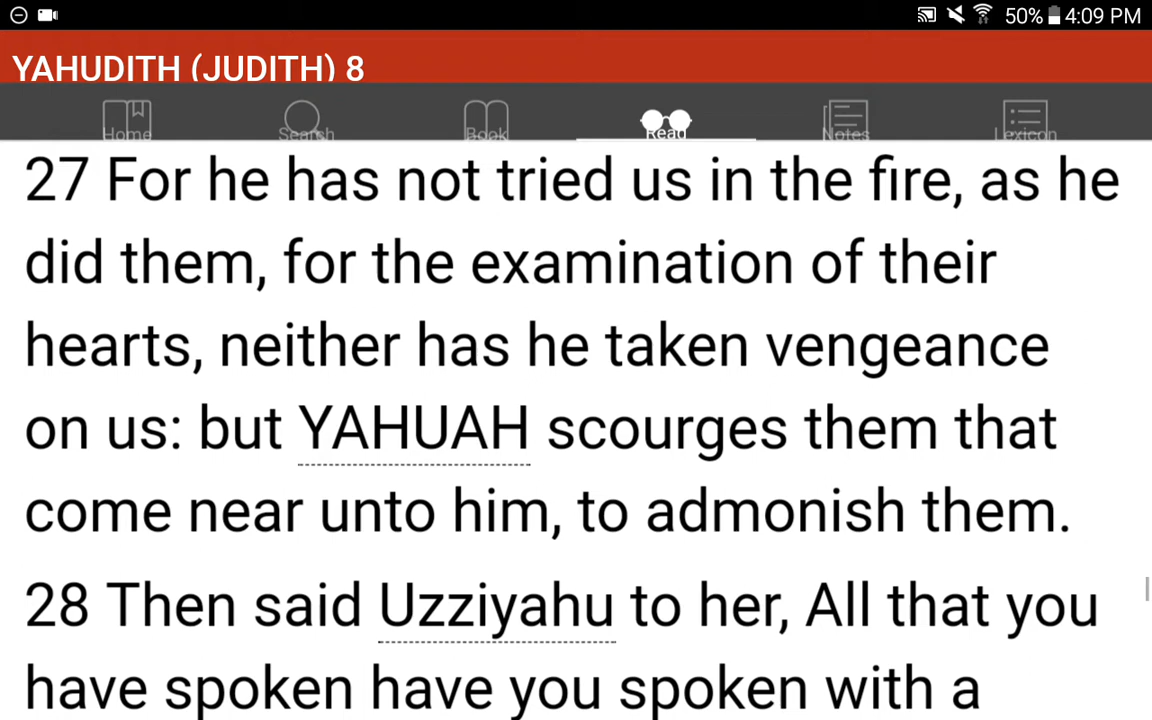 50% 4:09 PM
YAHUDITH (JUDITH) 8
Home Search Book Read Notes Lexicon
27 For he has not tried us in the fire, as he
did them, for the examination of their
hearts, neither has he taken vengeance
on us: but YAHUAH scourges them that
come near unto him, to admonish them.
28 Then said Uzziyahu to her, All that you
have spoken have you spoken with a